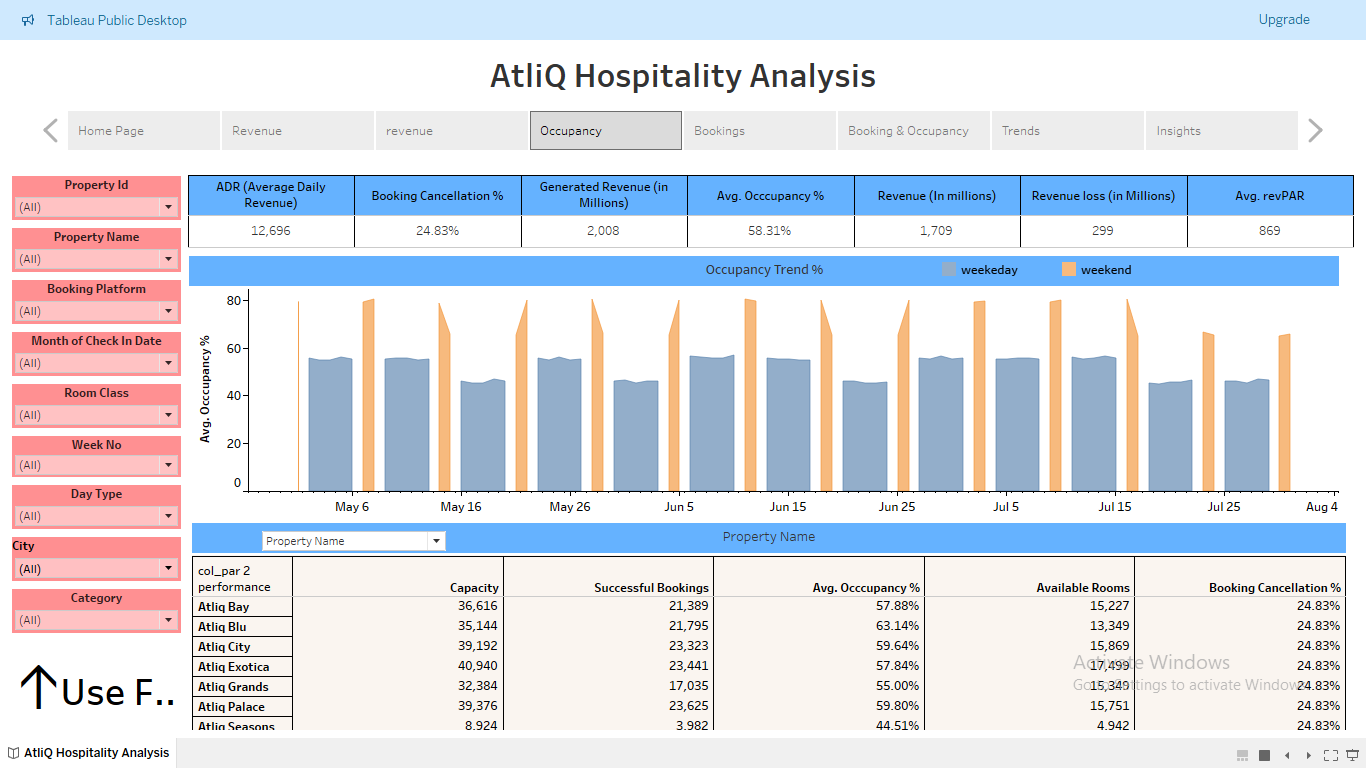 Tableau Public Desktop
Upgrade
AtliQ Hospitality Analysis
Home Page
Revenue
revenue
Occupancy
Bookings
Booking & Occupancy
Trends
Insights
Property Id
(All)
Property Name
(All)
Booking Platform
(All)
Month of Check In Date
(All)
Room Class
(All)
Week No
(All)
Day Type
(All)
City
(All)
Category
(All)
Use F..
ADR (Average Daily Revenue) Booking Cancellation % Generated Revenue (in Millions) Avg. Occcupancy % Revenue (In millions) Revenue loss (in Millions) Avg. revPAR
12,696 24.83% 2,008 58.31% 1,709 299 869
Occupancy Trend % weekeday weekend
Avg. Occcupancy %
80
60
40
20
0
May 6 May 16 May 26 Jun 5 Jun 15 Jun 25 Jul 5 Jul 15 Jul 25 Aug 4
Property Name Property Name
col_par 2 performance Capacity Successful Bookings Avg. Occcupancy % Available Rooms Booking Cancellation %
Atliq Bay 36,616 21,389 57.88% 15,227 24.83%
Atliq Blu 35,144 21,795 63.14% 13,349 24.83%
Atliq City 39,192 23,323 59.64% 15,869 24.83%
Atliq Exotica 40,940 23,441 57.84% 17,499 24.83%
Atliq Grands 32,384 17,035 55.00% 15,349 24.83%
Atliq Palace 39,376 23,625 59.80% 15,751 24.83%
Atliq Seasons 8,924 3,982 44.51% 4,942 24.83%
Activate Windows
Go to Settings to activate Windows.
AtliQ Hospitality Analysis